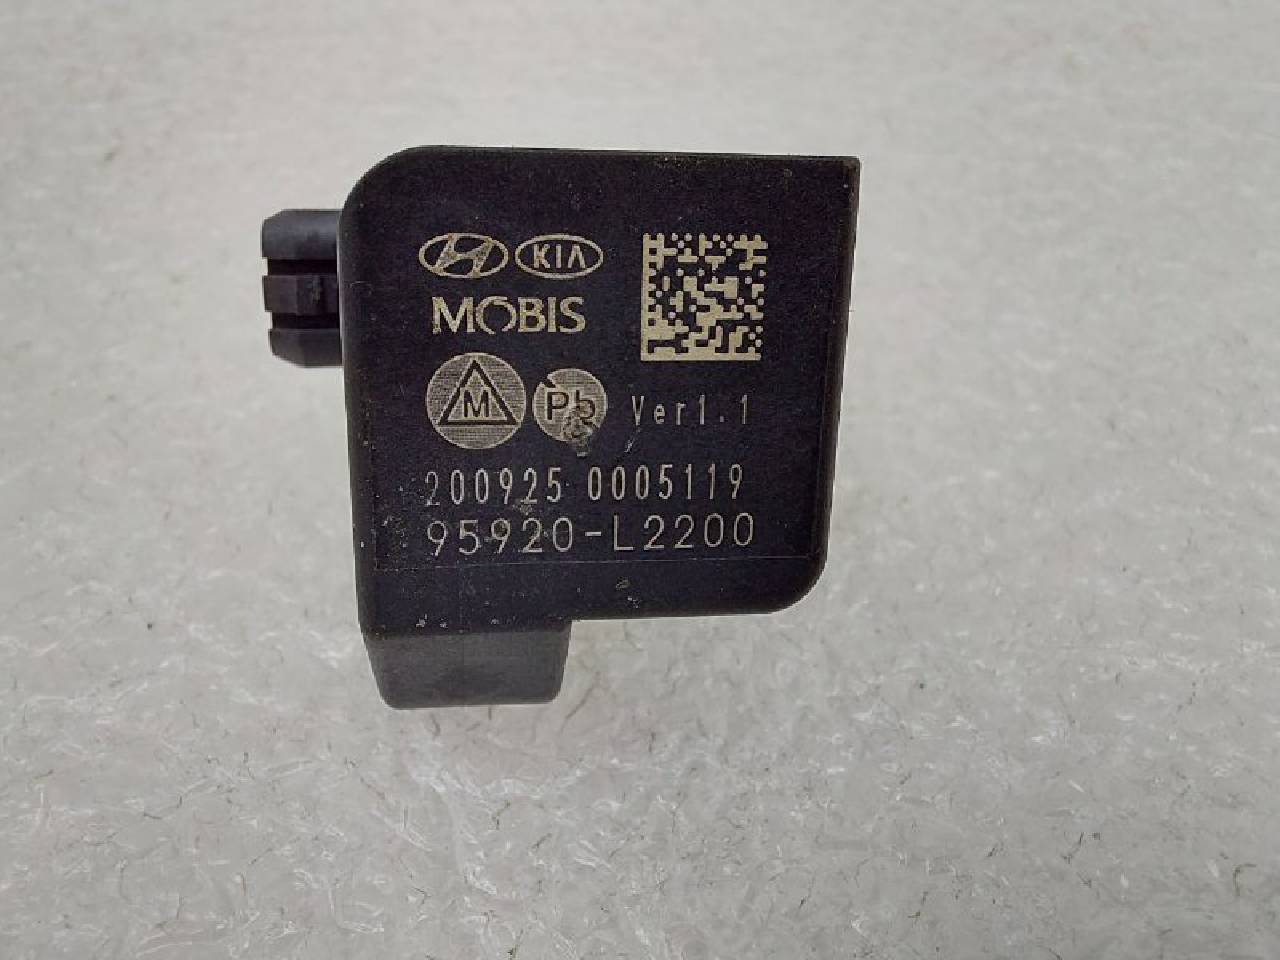 KIA
MOBIS
M Pb Ver1.1
200925 0005119
95920-L2200